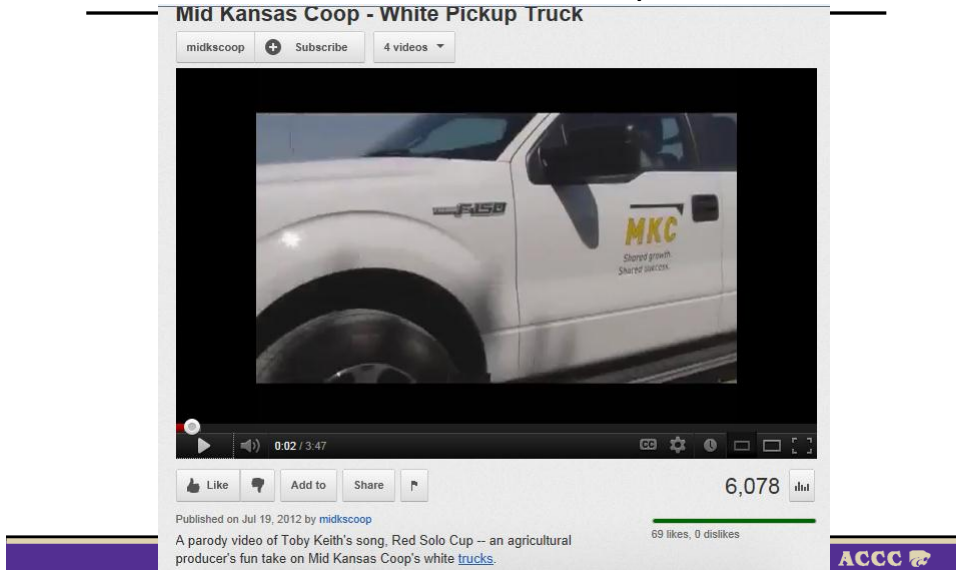 Mid Kansas Coop - White Pickup Truck
midkscoop Subscribe 4 videos
F-150
MKC
Shared growth.
Shared success.
0:02 / 3:47
CC
Like Add to Share 6,078
Published on Jul 19, 2012 by midkscoop
69 likes, 0 dislikes
A parody video of Toby Keith's song, Red Solo Cup -- an agricultural
producer's fun take on Mid Kansas Coop's white trucks.
ACCC